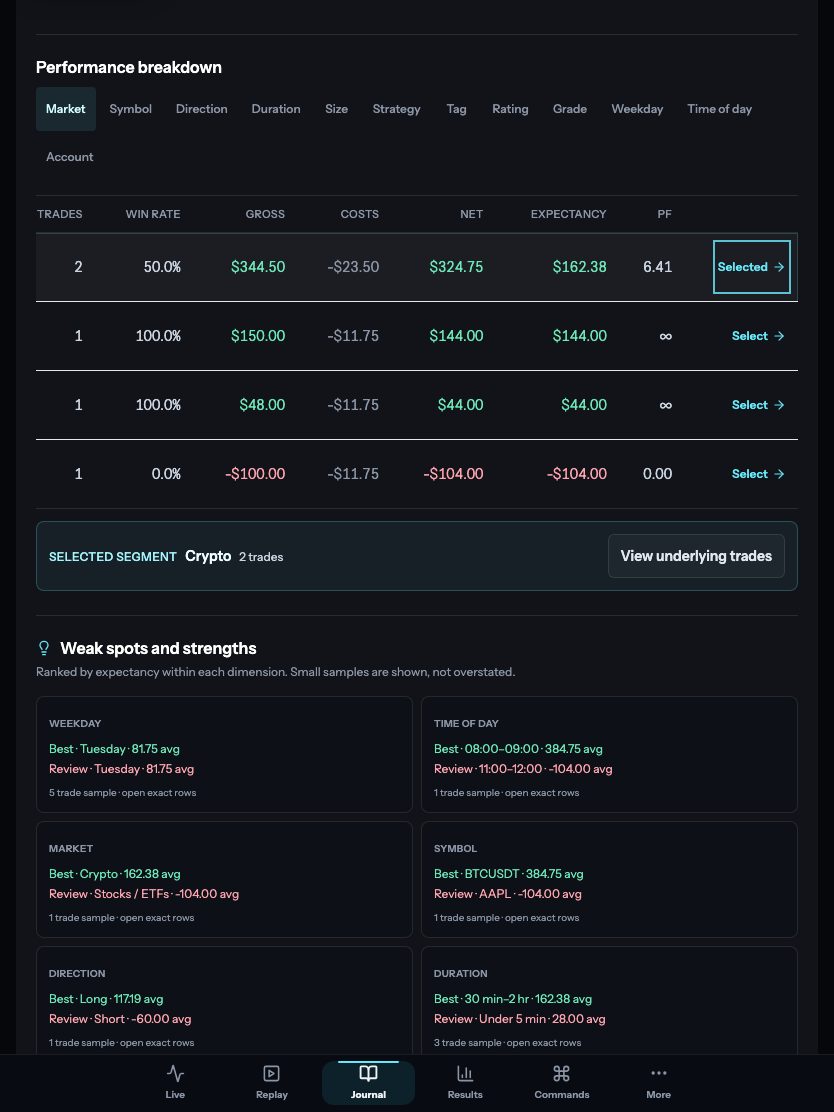 Performance breakdown
Market Symbol Direction Duration Size Strategy Tag Rating Grade Weekday Time of day
Account
TRADES WIN RATE GROSS COSTS NET EXPECTANCY PF
2 50.0% $344.50 -$23.50 $324.75 $162.38 6.41 Selected →
1 100.0% $150.00 -$11.75 $144.00 $144.00 ∞ Select →
1 100.0% $48.00 -$11.75 $44.00 $44.00 ∞ Select →
1 0.0% -$100.00 -$11.75 -$104.00 -$104.00 0.00 Select →
SELECTED SEGMENT Crypto 2 trades View underlying trades
Weak spots and strengths
Ranked by expectancy within each dimension. Small samples are shown, not overstated.
WEEKDAY
Best · Tuesday · 81.75 avg
Review · Tuesday · 81.75 avg
5 trade sample · open exact rows
TIME OF DAY
Best · 08:00–09:00 · 384.75 avg
Review · 11:00–12:00 · -104.00 avg
1 trade sample · open exact rows
MARKET
Best · Crypto · 162.38 avg
Review · Stocks / ETFs · -104.00 avg
1 trade sample · open exact rows
SYMBOL
Best · BTCUSDT · 384.75 avg
Review · AAPL · -104.00 avg
1 trade sample · open exact rows
DIRECTION
Best · Long · 117.19 avg
Review · Short · -60.00 avg
1 trade sample · open exact rows
DURATION
Best · 30 min–2 hr · 162.38 avg
Review · Under 5 min · 28.00 avg
3 trade sample · open exact rows
Live Replay Journal Results Commands More